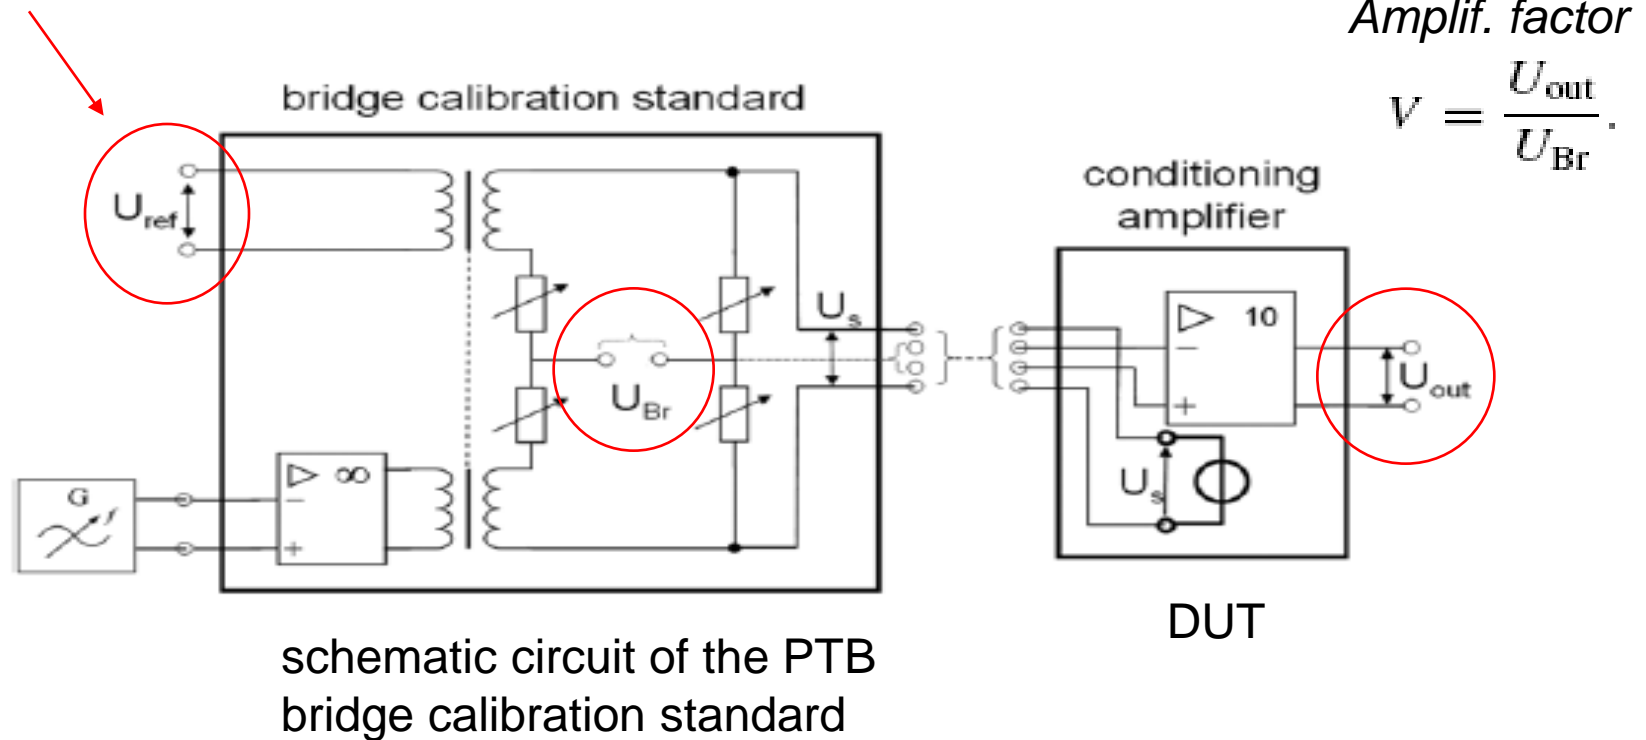 Amplif. factor
V = U_out / U_Br .
bridge calibration standard
conditioning
amplifier
U_ref
U_s
U_Br
▷ 10
−
+
U_out
U_s
G
f
▷ ∞
−
+
DUT
schematic circuit of the PTB
bridge calibration standard